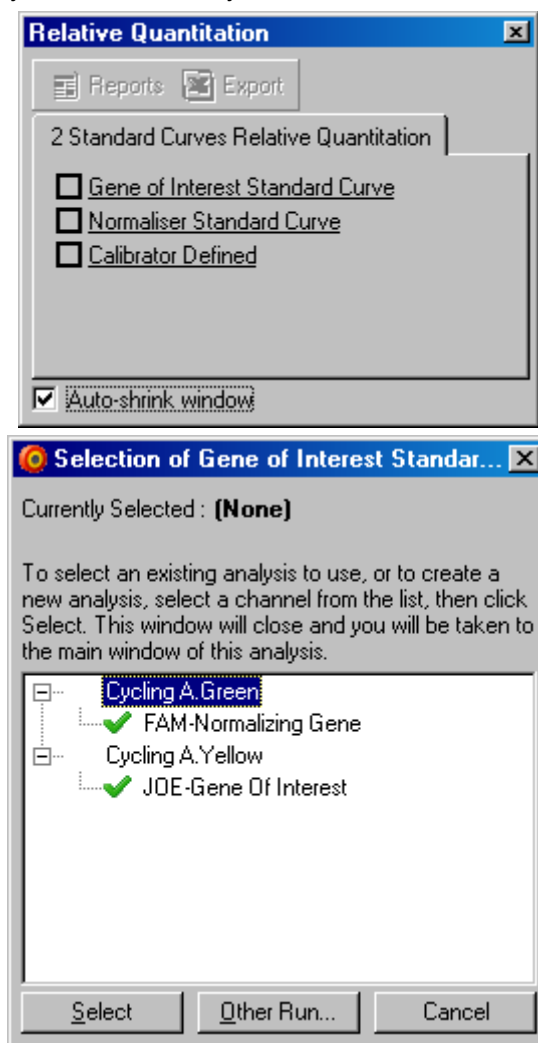 Relative Quantitation
Reports Export
2 Standard Curves Relative Quantitation
Gene of Interest Standard Curve
Normaliser Standard Curve
Calibrator Defined
Auto-shrink window
Selection of Gene of Interest Standar...
Currently Selected : (None)
To select an existing analysis to use, or to create a
new analysis, select a channel from the list, then click
Select. This window will close and you will be taken to
the main window of this analysis.
Cycling A.Green
FAM-Normalizing Gene
Cycling A.Yellow
JOE-Gene Of Interest
Select Other Run... Cancel